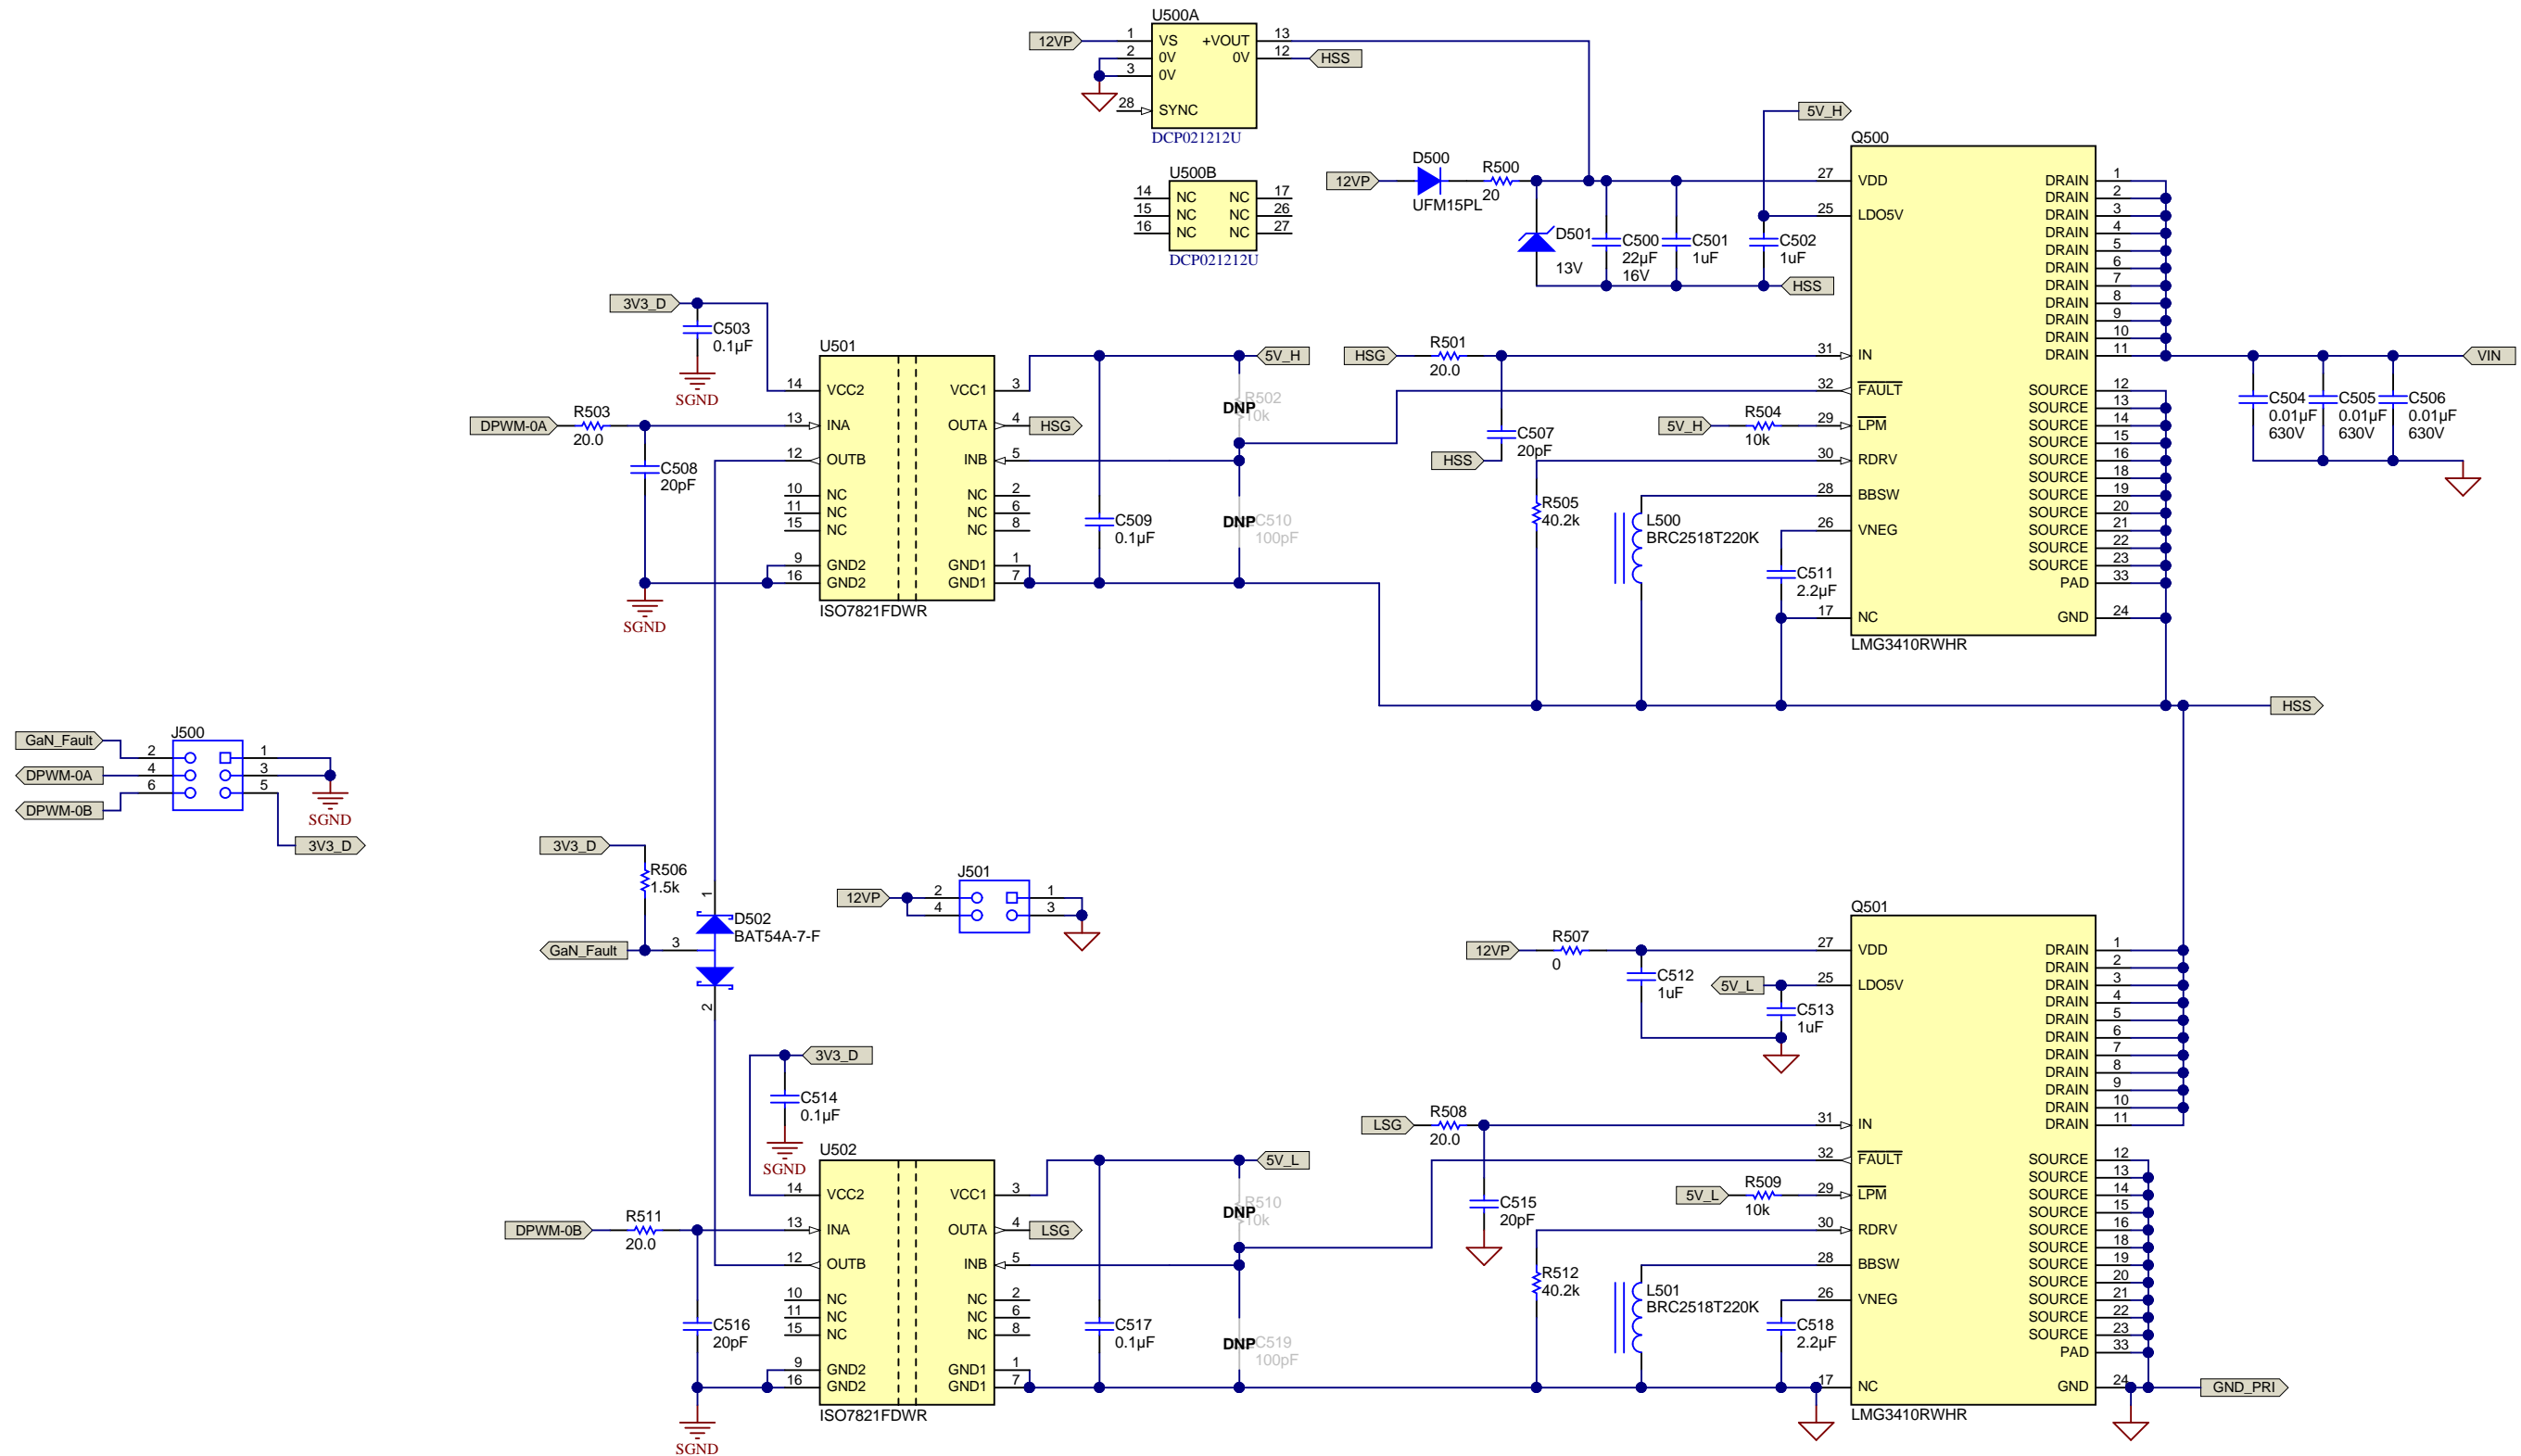 U500A
12VP
1
2
3
28
VS
0V
0V
SYNC
+VOUT
0V
13
12
HSS
DCP021212U
U500B
14
15
16
NC
NC
NC
NC
NC
NC
17
26
27
DCP021212U
12VP
D500
UFM15PL
R500
20
D501
13V
C500
22µF
16V
C501
1uF
C502
1uF
HSS
5V_H
Q500
27
VDD
25
LDO5V
31
IN
32
FAULT
29
LPM
30
RDRV
28
BBSW
26
VNEG
17
NC
DRAIN 1
DRAIN 2
DRAIN 3
DRAIN 4
DRAIN 5
DRAIN 6
DRAIN 7
DRAIN 8
DRAIN 9
DRAIN 10
DRAIN 11
SOURCE 12
SOURCE 13
SOURCE 14
SOURCE 15
SOURCE 16
SOURCE 18
SOURCE 19
SOURCE 20
SOURCE 21
SOURCE 22
SOURCE 23
PAD 33
GND 24
LMG3410RWHR
VIN
C504
0.01µF
630V
C505
0.01µF
630V
C506
0.01µF
630V
3V3_D
C503
0.1µF
SGND
DPWM-0A
R503
20.0
C508
20pF
SGND
U501
14 VCC2
13 INA
12 OUTB
10 NC
11 NC
15 NC
9 GND2
16 GND2
VCC1 3
OUTA 4
INB 5
NC 2
NC 6
NC 8
GND1 1
GND1 7
ISO7821FDWR
HSG
5V_H
C509
0.1µF
R502
DNP
10k
DNP
C510
100pF
HSG
R501
20.0
C507
20pF
HSS
5V_H
R504
10k
R505
40.2k
L500
BRC2518T220K
C511
2.2µF
HSS
GaN_Fault
DPWM-0A
DPWM-0B
J500
2
4
6
1
3
5
SGND
3V3_D
3V3_D
R506
1.5k
GaN_Fault
1
3
2
D502
BAT54A-7-F
12VP
J501
2
4
1
3
3V3_D
C514
0.1µF
SGND
DPWM-0B
R511
20.0
C516
20pF
SGND
U502
14 VCC2
13 INA
12 OUTB
10 NC
11 NC
15 NC
9 GND2
16 GND2
VCC1 3
OUTA 4
INB 5
NC 2
NC 6
NC 8
GND1 1
GND1 7
ISO7821FDWR
LSG
5V_L
C517
0.1µF
R510
DNP
10k
DNP
C519
100pF
12VP
R507
0
C512
1uF
5V_L
C513
1uF
LSG
R508
20.0
C515
20pF
5V_L
R509
10k
R512
40.2k
L501
BRC2518T220K
C518
2.2µF
Q501
27
VDD
25
LDO5V
31
IN
32
FAULT
29
LPM
30
RDRV
28
BBSW
26
VNEG
17
NC
DRAIN 1
DRAIN 2
DRAIN 3
DRAIN 4
DRAIN 5
DRAIN 6
DRAIN 7
DRAIN 8
DRAIN 9
DRAIN 10
DRAIN 11
SOURCE 12
SOURCE 13
SOURCE 14
SOURCE 15
SOURCE 16
SOURCE 18
SOURCE 19
SOURCE 20
SOURCE 21
SOURCE 22
SOURCE 23
PAD 33
GND 24
LMG3410RWHR
GND_PRI